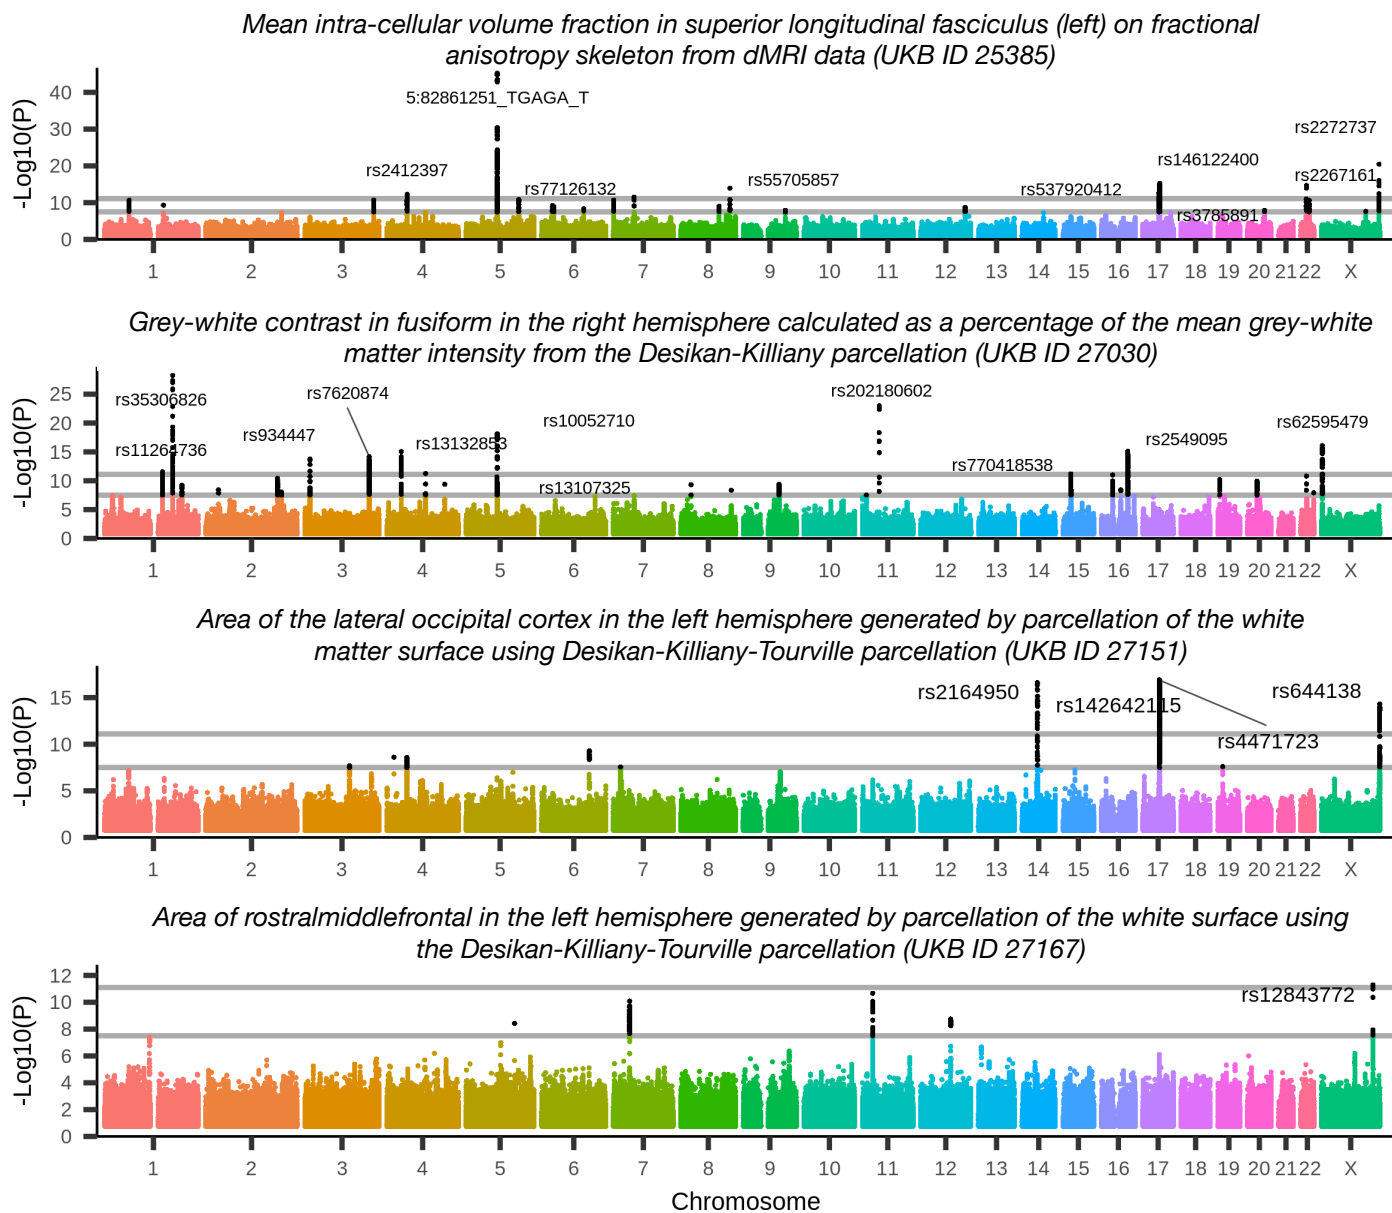 Mean intra-cellular volume fraction in superior longitudinal fasciculus (left) on fractional
anisotropy skeleton from dMRI data (UKB ID 25385)
-Log10(P)
40
30
20
10
0
5:82861251_TGAGA_T
rs2412397
rs77126132
rs55705857
rs537920412
rs146122400
rs3785891
rs2272737
rs2267161
1 2 3 4 5 6 7 8 9 10 11 12 13 14 15 16 17 18 19 20 21 22 X
Grey-white contrast in fusiform in the right hemisphere calculated as a percentage of the mean grey-white
matter intensity from the Desikan-Killiany parcellation (UKB ID 27030)
-Log10(P)
25
20
15
10
5
0
rs35306826
rs11264736
rs934447
rs7620874
rs13132853
rs10052710
rs13107325
rs202180602
rs770418538
rs2549095
rs62595479
1 2 3 4 5 6 7 8 9 10 11 12 13 14 15 16 17 18 19 20 21 22 X
Area of the lateral occipital cortex in the left hemisphere generated by parcellation of the white
matter surface using Desikan-Killiany-Tourville parcellation (UKB ID 27151)
-Log10(P)
15
10
5
0
rs2164950
rs142642115
rs4471723
rs644138
1 2 3 4 5 6 7 8 9 10 11 12 13 14 15 16 17 18 19 20 21 22 X
Area of rostralmiddlefrontal in the left hemisphere generated by parcellation of the white surface using
the Desikan-Killiany-Tourville parcellation (UKB ID 27167)
-Log10(P)
12
10
8
6
4
2
0
rs12843772
1 2 3 4 5 6 7 8 9 10 11 12 13 14 15 16 17 18 19 20 21 22 X
Chromosome